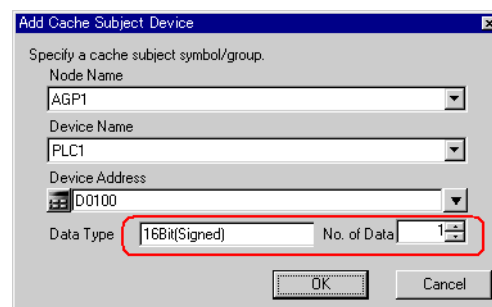 Add Cache Subject Device
Specify a cache subject symbol/group.
Node Name
AGP1
Device Name
PLC1
Device Address
D0100
Data Type 16Bit(Signed) No. of Data 1
OK Cancel